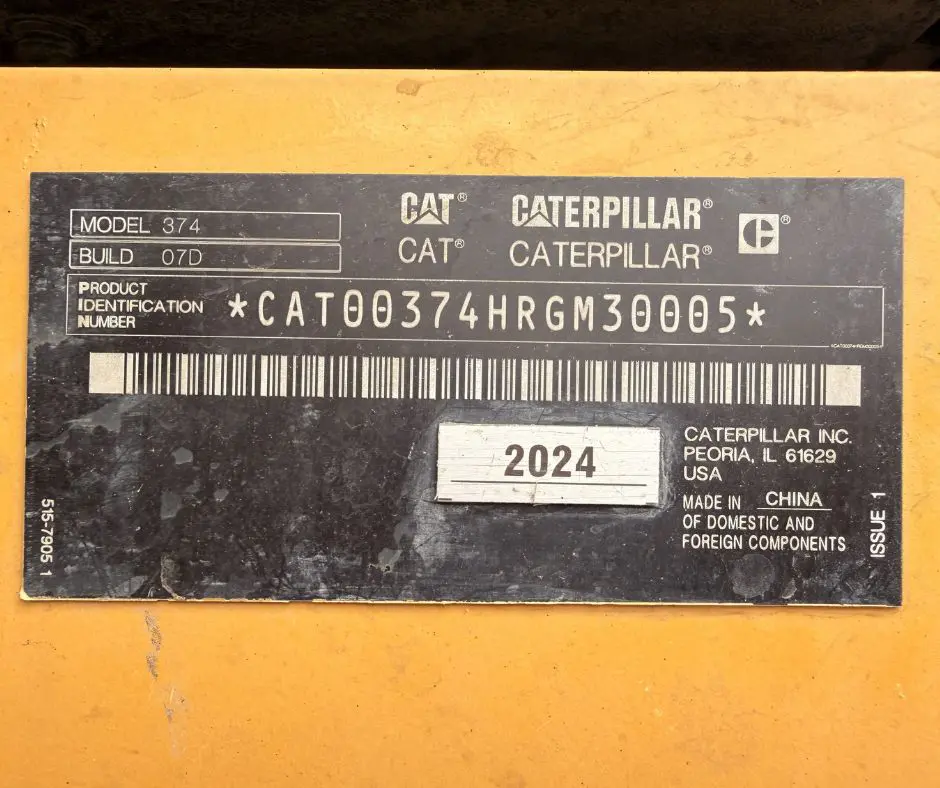 MODEL 374
BUILD 07D
CAT® CATERPILLAR®
CAT® CATERPILLAR®
PRODUCT
IDENTIFICATION
NUMBER
*CAT00374HRGM30005*
*CAT00374HRGM30005*
2024
CATERPILLAR INC.
PEORIA, IL 61629
USA
MADE IN CHINA
OF DOMESTIC AND
FOREIGN COMPONENTS
515-7905 1
ISSUE 1